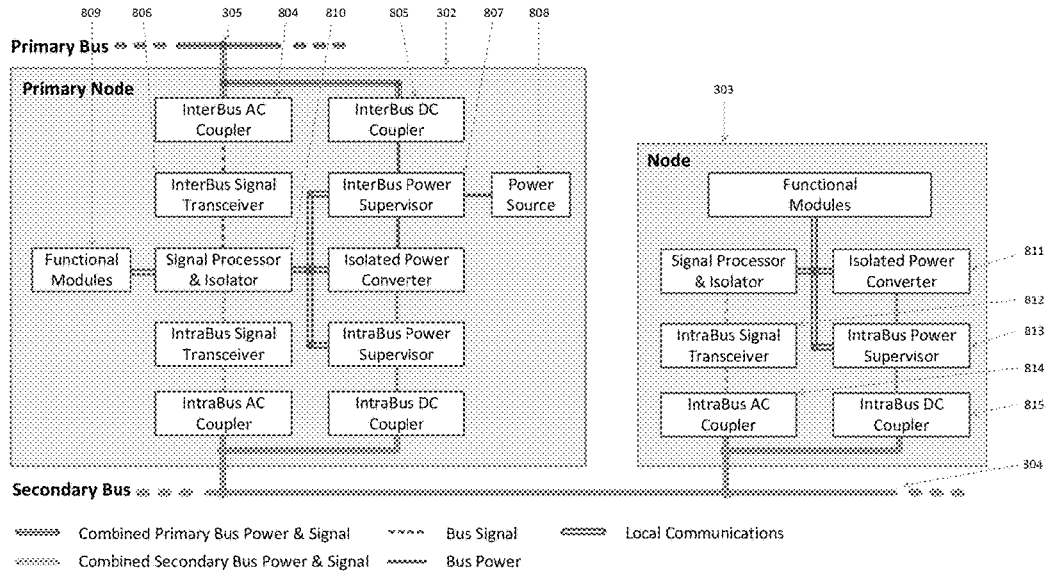 809 806 305 804 810 805 302 807 808
Primary Bus
Primary Node
InterBus AC
Coupler
InterBus DC
Coupler
InterBus Signal
Transceiver
InterBus Power
Supervisor
Power
Source
Functional
Modules
Signal Processor
& Isolator
Isolated Power
Converter
IntraBus Signal
Transceiver
IntraBus Power
Supervisor
IntraBus AC
Coupler
IntraBus DC
Coupler
303
Node
Functional
Modules
Signal Processor
& Isolator
Isolated Power
Converter
811
812
IntraBus Signal
Transceiver
IntraBus Power
Supervisor
813
814
IntraBus AC
Coupler
IntraBus DC
Coupler
815
304
Secondary Bus
Combined Primary Bus Power & Signal
Bus Signal
Local Communications
Combined Secondary Bus Power & Signal
Bus Power